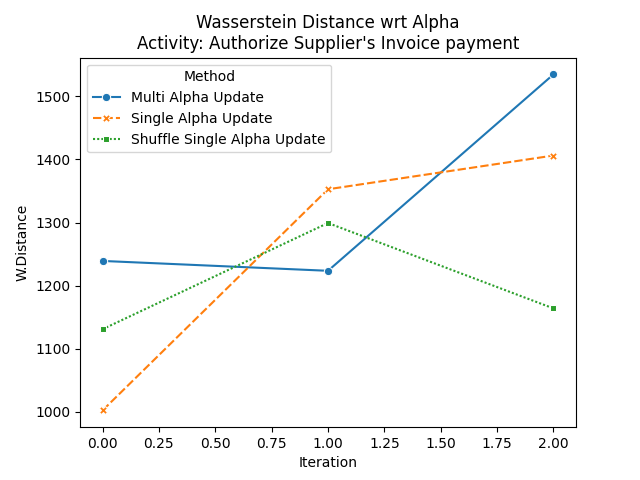 Wasserstein Distance wrt Alpha
Activity: Authorize Supplier's Invoice payment
Method
Multi Alpha Update
Single Alpha Update
Shuffle Single Alpha Update
W.Distance
1500
1400
1300
1200
1100
1000
0.00 0.25 0.50 0.75 1.00 1.25 1.50 1.75 2.00
Iteration